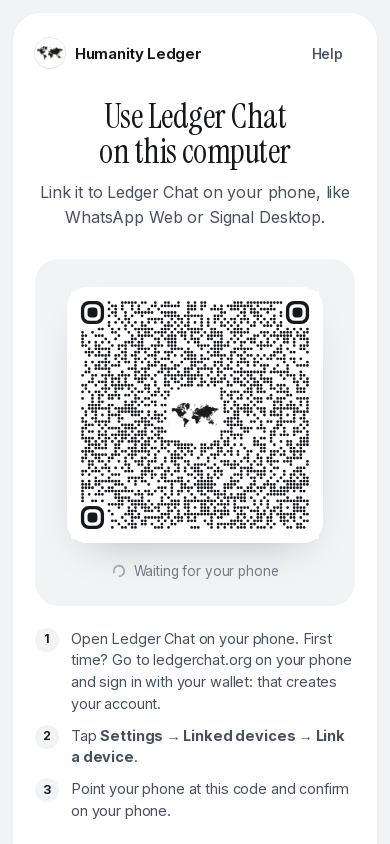 Humanity Ledger
Help
Use Ledger Chat
on this computer
Link it to Ledger Chat on your phone, like
WhatsApp Web or Signal Desktop.
Waiting for your phone
1 Open Ledger Chat on your phone. First
time? Go to ledgerchat.org on your phone
and sign in with your wallet: that creates
your account.
2 Tap Settings → Linked devices → Link
a device.
3 Point your phone at this code and confirm
on your phone.